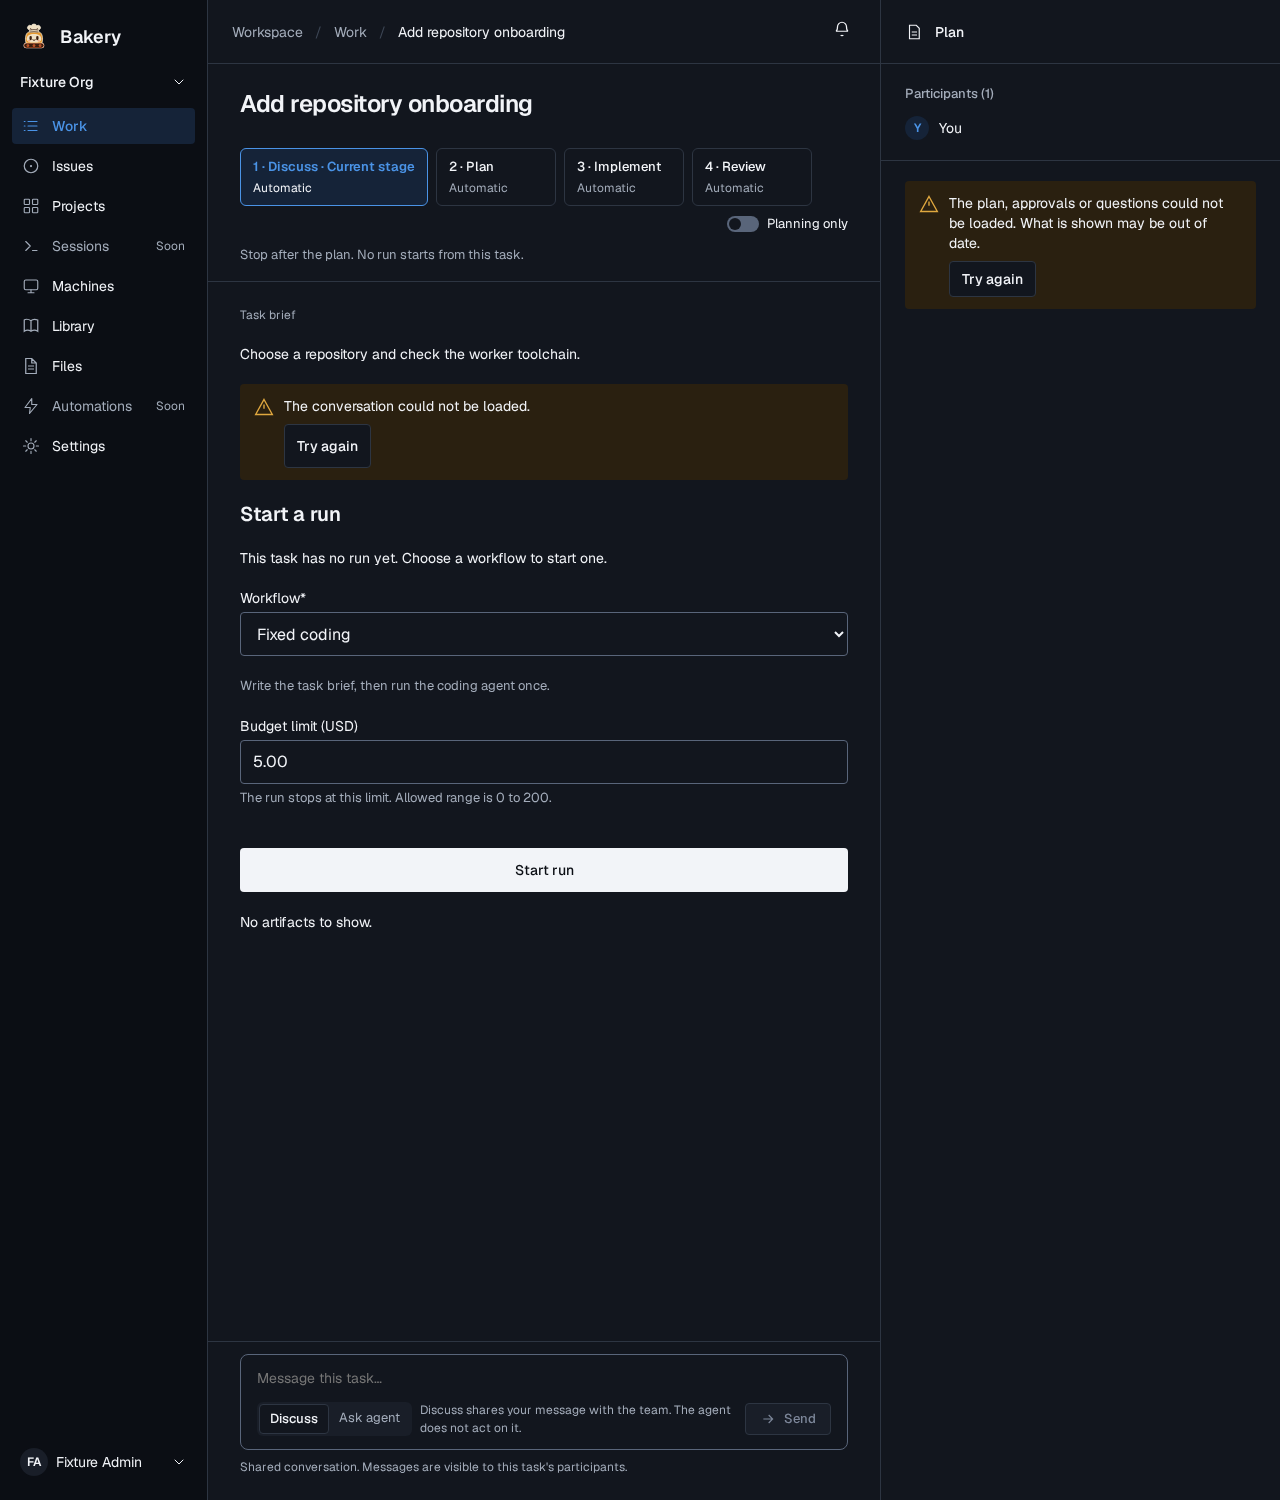 Bakery
Fixture Org
Work
Issues
Projects
Sessions Soon
Machines
Library
Files
Automations Soon
Settings
FA Fixture Admin
Workspace / Work / Add repository onboarding
Add repository onboarding
1 · Discuss · Current stage
Automatic
2 · Plan
Automatic
3 · Implement
Automatic
4 · Review
Automatic
Planning only
Stop after the plan. No run starts from this task.
Task brief
Choose a repository and check the worker toolchain.
The conversation could not be loaded.
Try again
Start a run
This task has no run yet. Choose a workflow to start one.
Workflow*
Fixed coding
Write the task brief, then run the coding agent once.
Budget limit (USD)
5.00
The run stops at this limit. Allowed range is 0 to 200.
Start run
No artifacts to show.
Message this task...
Discuss Ask agent
Discuss shares your message with the team. The agent
does not act on it.
Send
Shared conversation. Messages are visible to this task's participants.
Plan
Participants (1)
Y You
The plan, approvals or questions could not
be loaded. What is shown may be out of
date.
Try again